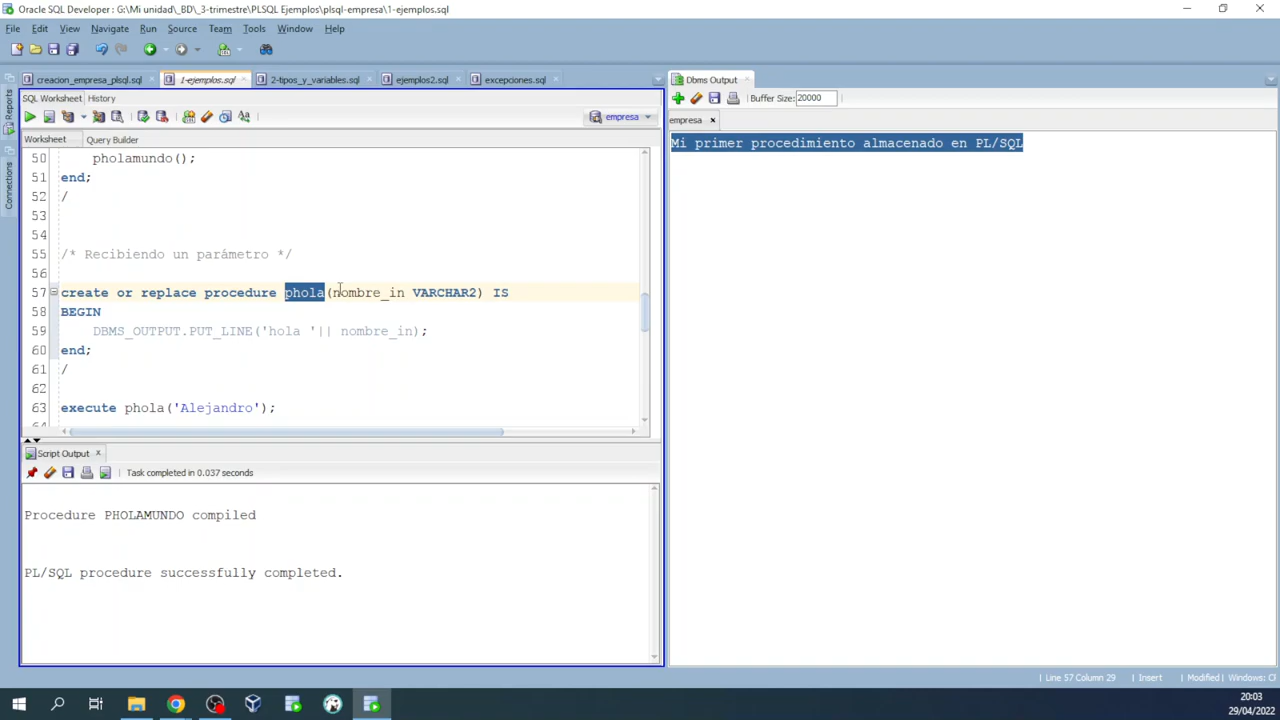 Oracle SQL Developer : G:\Mi unidad\_BD\_3-trimestre\PLSQL Ejemplos\plsql-empresa\1-ejemplos.sql
File Edit View Navigate Run Source Team Tools Window Help
creacion_empresa_plsql.sql 1-ejemplos.sql 2-tipos_y_variables.sql ejemplos2.sql excepciones.sql
SQL Worksheet History
empresa
Worksheet Query Builder
50 pholamundo();
51 end;
52 /
53
54
55 /* Recibiendo un parámetro */
56
57 create or replace procedure phola(nombre_in VARCHAR2) IS
58 BEGIN
59 DBMS_OUTPUT.PUT_LINE('hola '|| nombre_in);
60 end;
61 /
62
63 execute phola('Alejandro');
Script Output x
Task completed in 0.037 seconds
Procedure PHOLAMUNDO compiled
PL/SQL procedure successfully completed.
Dbms Output
Buffer Size: 20000
empresa x
Mi primer procedimiento almacenado en PL/SQL
Reports
Connections
Line 57 Column 29 Insert Modified Windows: C
20:03
29/04/2022